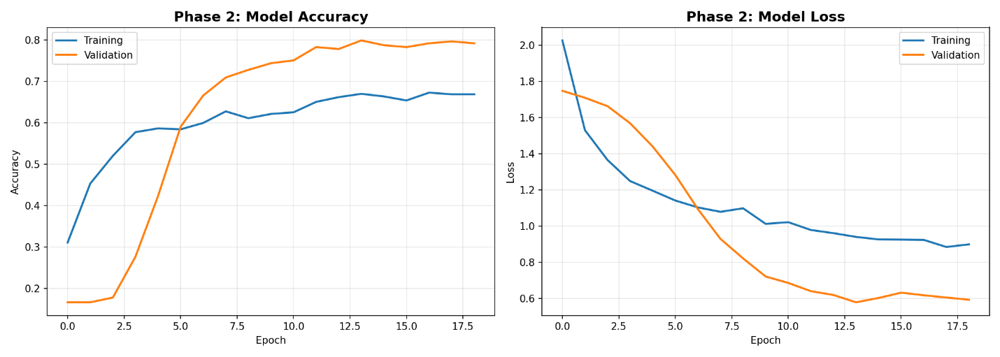 Phase 2: Model Accuracy
Training
Validation
0.8
0.7
0.6
0.5
0.4
0.3
0.2
Accuracy
0.0 2.5 5.0 7.5 10.0 12.5 15.0 17.5
Epoch
Phase 2: Model Loss
Training
Validation
2.0
1.8
1.6
1.4
1.2
1.0
0.8
0.6
Loss
0.0 2.5 5.0 7.5 10.0 12.5 15.0 17.5
Epoch